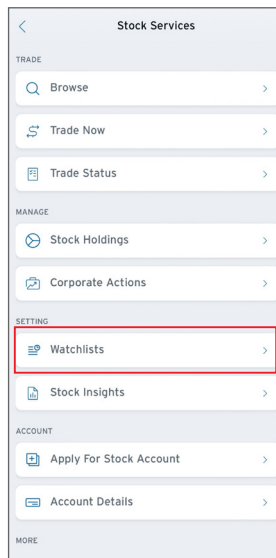 Stock Services
TRADE
Browse
Trade Now
Trade Status
MANAGE
Stock Holdings
Corporate Actions
SETTING
Watchlists
Stock Insights
ACCOUNT
Apply For Stock Account
Account Details
MORE